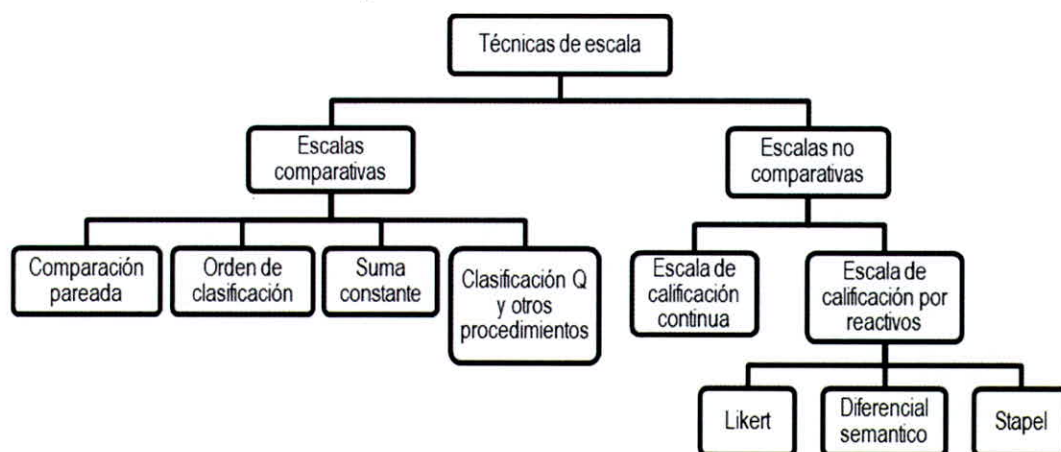 Técnicas de escala
Escalas
comparativas
Escalas no
comparativas
Comparación
pareada
Orden de
clasificación
Suma
constante
Clasificación Q
y otros
procedimientos
Escala de
calificación
continua
Escala de
calificación por
reactivos
Likert
Diferencial
semantico
Stapel